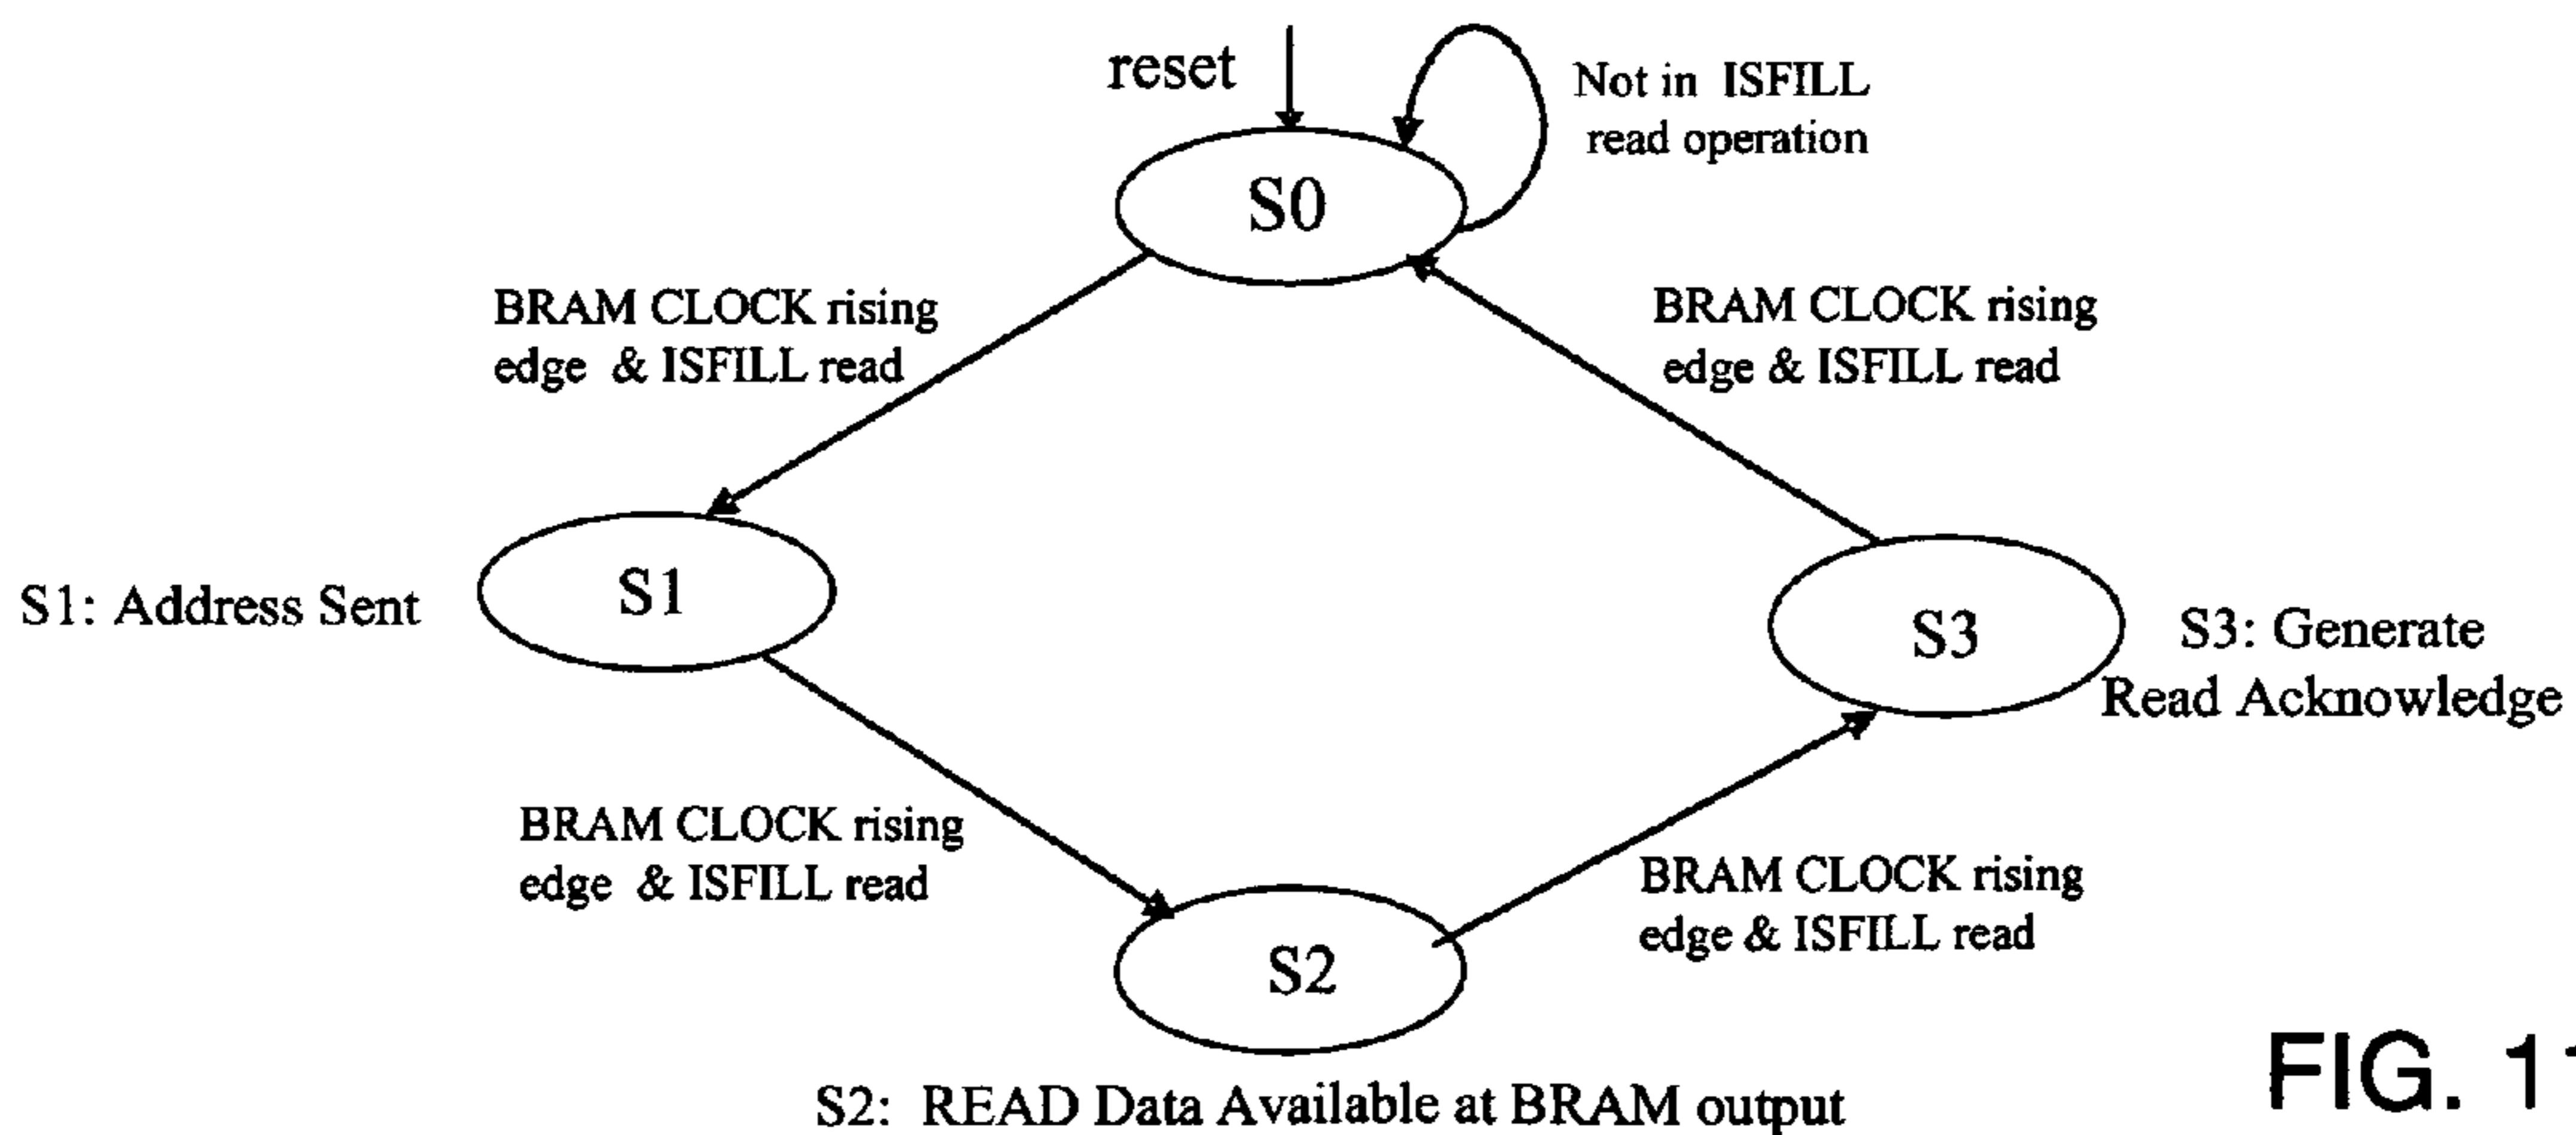 reset
Not in ISFILL
read operation
S0
BRAM CLOCK rising
edge & ISFILL read
BRAM CLOCK rising
edge & ISFILL read
S1: Address Sent
S1
S3
S3: Generate
Read Acknowledge
BRAM CLOCK rising
edge & ISFILL read
BRAM CLOCK rising
edge & ISFILL read
S2
S2: READ Data Available at BRAM output
FIG. 11